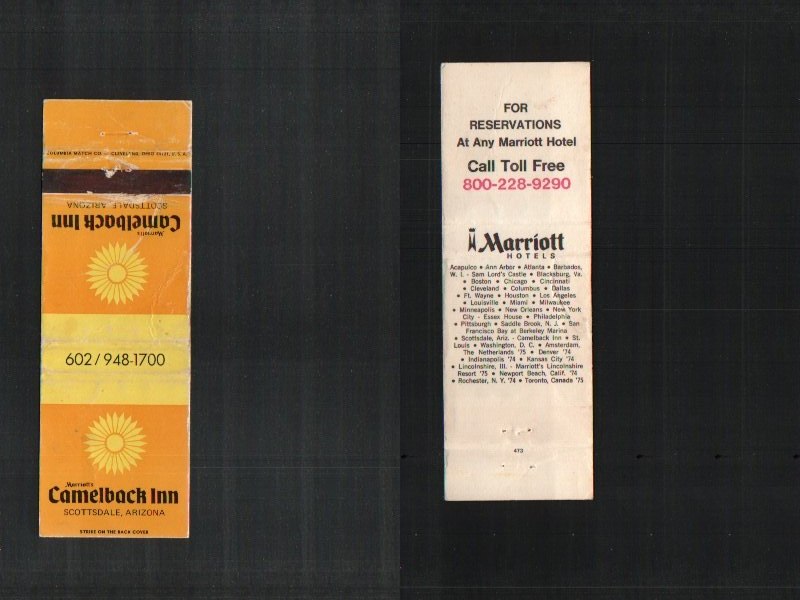 COLUMBIA MATCH CO. — CLEVELAND, OHIO 44121, U.S.A.
SCOTTSDALE, ARIZONA
Camelback Inn
Marriott's
602/948-1700
Marriott's
Camelback Inn
SCOTTSDALE, ARIZONA
STRIKE ON THE BACK COVER
FOR
RESERVATIONS
At Any Marriott Hotel
Call Toll Free
800-228-9290
Marriott
HOTELS
Acapulco • Ann Arbor • Atlanta • Barbados,
W. I. - Sam Lord's Castle • Blacksburg, Va.
• Boston • Chicago • Cincinnati
• Cleveland • Columbus • Dallas
• Ft. Wayne • Houston • Los Angeles
• Louisville • Miami • Milwaukee
• Minneapolis • New Orleans • New York
City - Essex House • Philadelphia
• Pittsburgh • Saddle Brook, N. J. • San
Francisco Bay at Berkeley Marina
• Scottsdale, Ariz. - Camelback Inn • St.
Louis • Washington, D. C. • Amsterdam,
The Netherlands '75 • Denver '74
• Indianapolis '74 • Kansas City '74
• Lincolnshire, Ill. - Marriott's Lincolnshire
Resort '75 • Newport Beach, Calif. '74
• Rochester, N. Y. '74 • Toronto, Canada '75
473